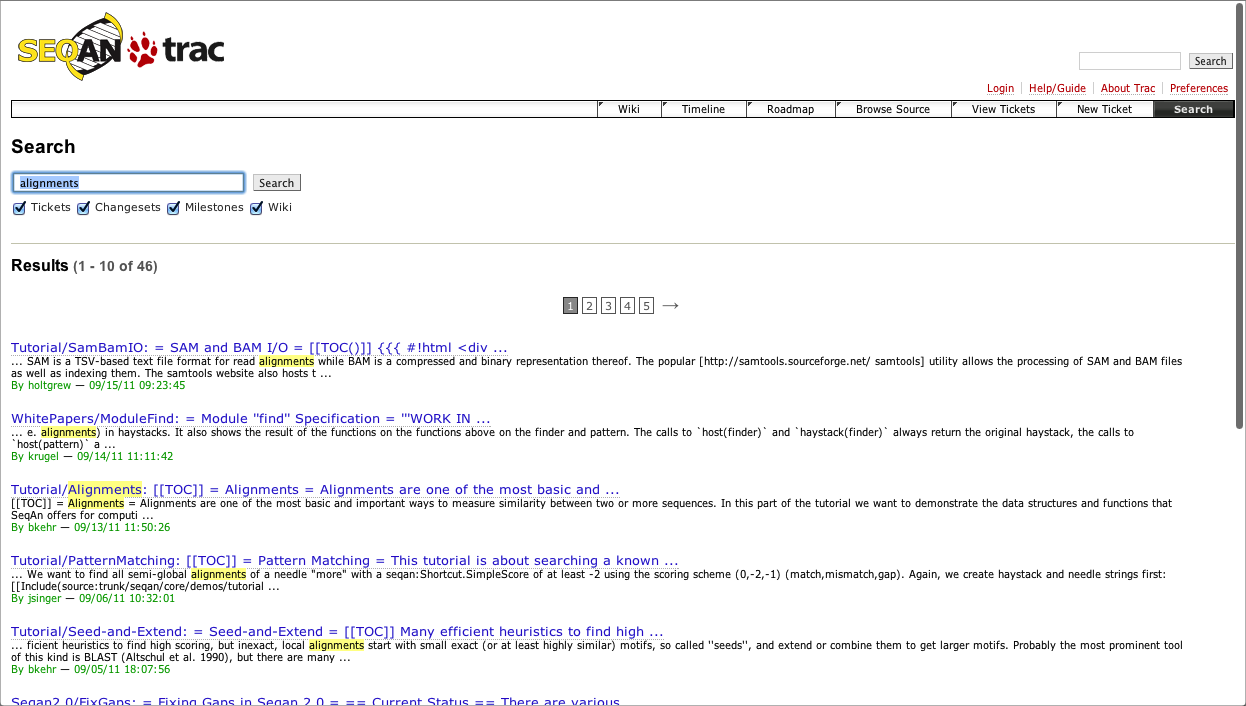 SEQAN trac
Search
Login Help/Guide About Trac Preferences
Wiki Timeline Roadmap Browse Source View Tickets New Ticket Search
Search
alignments Search
Tickets Changesets Milestones Wiki
Results (1 - 10 of 46)
1 2 3 4 5 →
Tutorial/SamBamIO: = SAM and BAM I/O = [[TOC()]] {{{ #!html <div ...
... SAM is a TSV-based text file format for read alignments while BAM is a compressed and binary representation thereof. The popular [http://samtools.sourceforge.net/ samtools] utility allows the processing of SAM and BAM files
as well as indexing them. The samtools website also hosts t ...
By holtgrew — 09/15/11 09:23:45
WhitePapers/ModuleFind: = Module "find" Specification = '''WORK IN ...
... e. alignments) in haystacks. It also shows the result of the functions on the functions above on the finder and pattern. The calls to `host(finder)` and `haystack(finder)` always return the original haystack, the calls to
`host(pattern)` a ...
By krugel — 09/14/11 11:11:42
Tutorial/Alignments: [[TOC]] = Alignments = Alignments are one of the most basic and ...
[[TOC]] = Alignments = Alignments are one of the most basic and important ways to measure similarity between two or more sequences. In this part of the tutorial we want to demonstrate the data structures and functions that
SeqAn offers for computi ...
By bkehr — 09/13/11 11:50:26
Tutorial/PatternMatching: [[TOC]] = Pattern Matching = This tutorial is about searching a known ...
... We want to find all semi-global alignments of a needle "more" with a seqan:Shortcut.SimpleScore of at least -2 using the scoring scheme (0,-2,-1) (match,mismatch,gap). Again, we create haystack and needle strings first:
[[Include(source:trunk/seqan/core/demos/tutorial ...
By jsinger — 09/06/11 10:32:01
Tutorial/Seed-and-Extend: = Seed-and-Extend = [[TOC]] Many efficient heuristics to find high ...
... ficient heuristics to find high scoring, but inexact, local alignments start with small exact (or at least highly similar) motifs, so called ''seeds'', and extend or combine them to get larger motifs. Probably the most prominent tool
of this kind is BLAST (Altschul et al. 1990), but there are many ...
By bkehr — 09/05/11 18:07:56
Seqan2.0/FixGaps: = Fixing Gaps in Seqan 2.0 = == Current Status == There are various ...